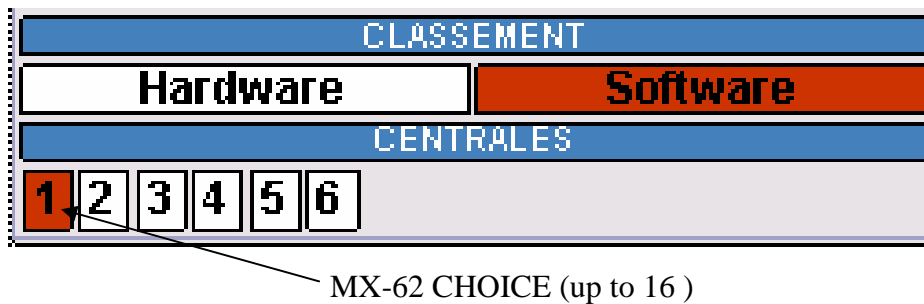 CLASSEMENT
Hardware Software
CENTRALES
1 2 3 4 5 6
MX-62 CHOICE (up to 16 )